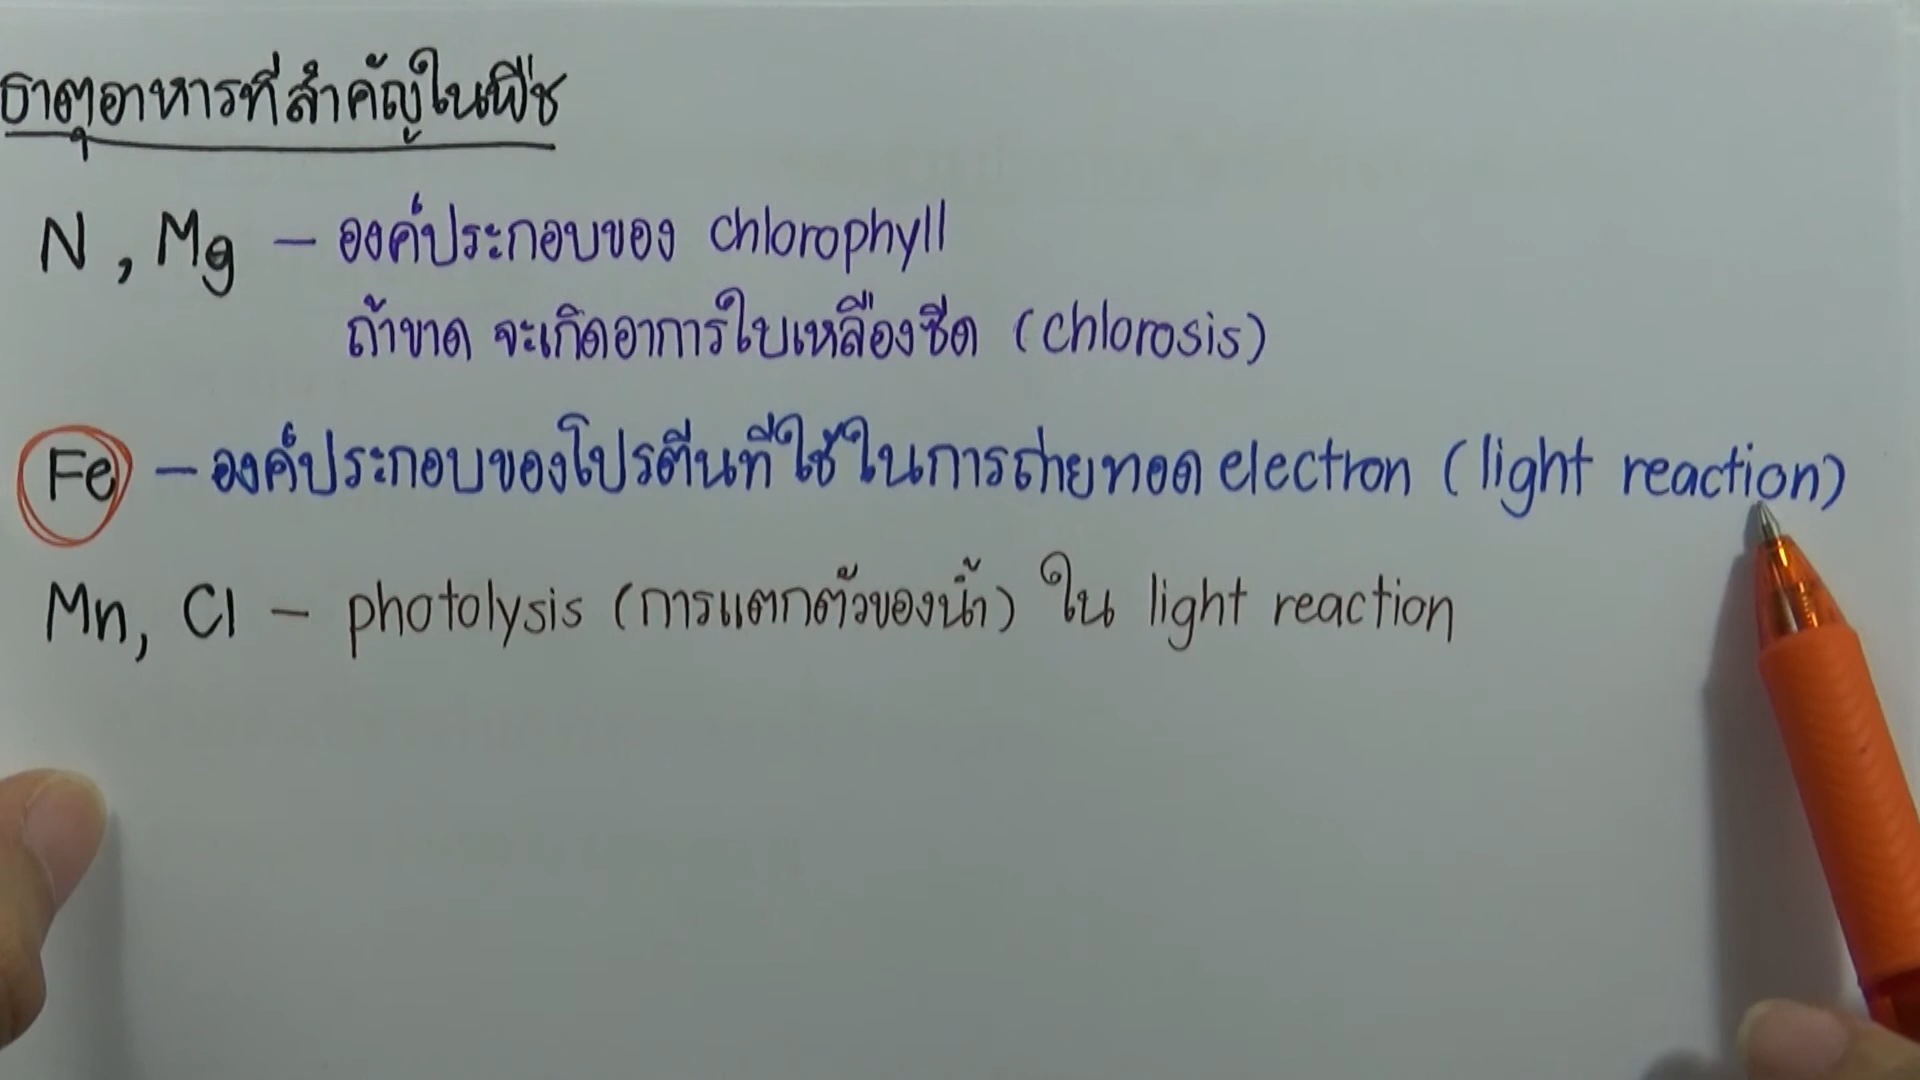 ธาตุอาหารที่สำคัญในพืช
N, Mg – องค์ประกอบของ chlorophyll
ถ้าขาด จะเกิดอาการใบเหลืองซีด (chlorosis)
Fe – องค์ประกอบของโปรตีนที่ใช้ในการถ่ายทอด electron (light reaction)
Mn, Cl – photolysis (การแตกตัวของน้ำ) ใน light reaction